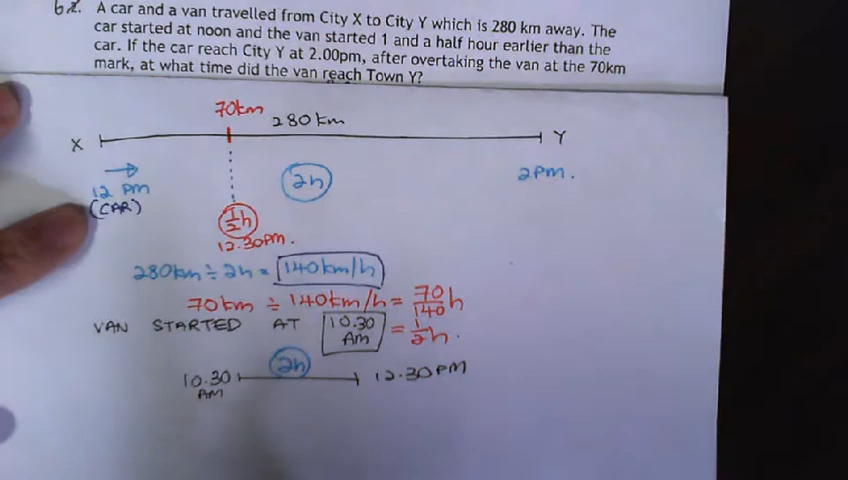 62. A car and a van travelled from City X to City Y which is 280 km away. The
car started at noon and the van started 1 and a half hour earlier than the
car. If the car reach City Y at 2.00pm, after overtaking the van at the 70km
mark, at what time did the van reach Town Y?
70km
280 km
X
Y
12 PM
(CAR)
2h
2PM.
1/2h
12.30pm.
280km ÷ 2h = 140km/h
70km ÷ 140km/h = 70/140 h
VAN STARTED AT 10.30 AM
= 1/2h.
2h
10.30 AM
12.30PM